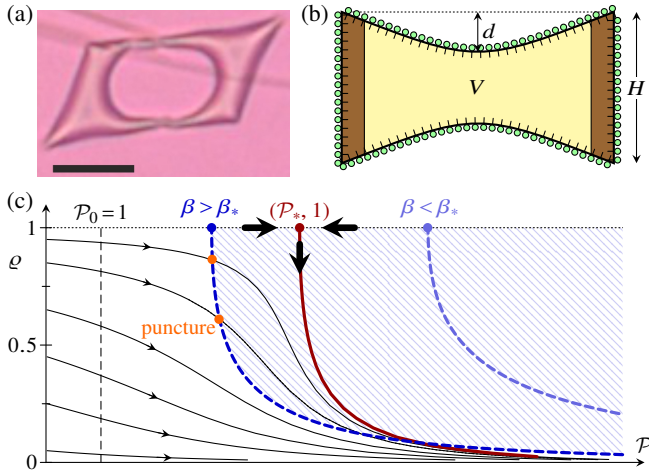 (a)
(b)
d
V
H
(c)
𝒫₀ = 1
β > β*
(𝒫*, 1)
β < β*
1
ϱ
puncture
0.5
0
𝒫